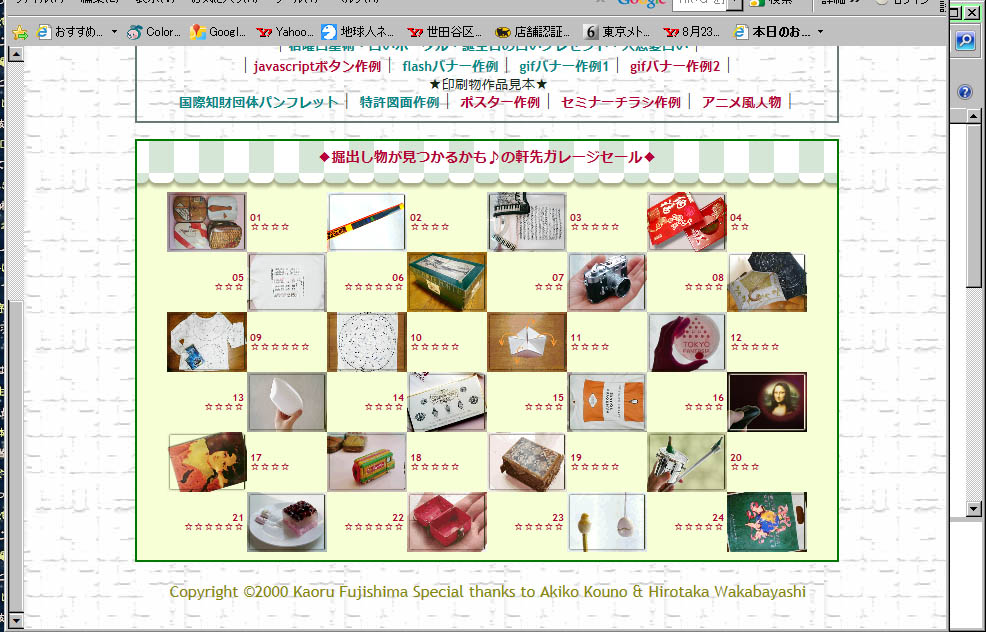 Google 検索
おすすめ... Color... Googl... Yahoo... 地球人ネ... 世田谷区... 店舗認証... 東京メト... 8月23... 本日のお...
| javascriptボタン作例 | flashバナー作例 | gifバナー作例1 | gifバナー作例2 |
★印刷物作品見本★
国際知財団体パンフレット | 特許図面作例 | ポスター作例 | セミナーチラシ作例 | アニメ風人物 |
◆掘出し物が見つかるかも♪の軒先ガレージセール◆
01 02 03 04
☆☆☆☆ ☆☆☆☆ ☆☆☆☆ ☆☆
05 06 07 08
☆☆☆ ☆☆☆☆☆☆ ☆☆☆ ☆☆☆☆
09 10 11 12
☆☆☆☆☆☆ ☆☆☆☆☆ ☆☆☆☆ ☆☆☆☆
TOKYO
13 14 15 16
☆☆☆☆ ☆☆☆☆ ☆☆☆☆ ☆☆☆☆
17 18 19 20
☆☆☆☆ ☆☆☆☆☆ ☆☆☆☆ ☆☆☆
21 22 23 24
☆☆☆☆☆☆ ☆☆☆☆☆☆ ☆☆☆☆☆ ☆☆☆☆☆
Copyright ©2000 Kaoru Fujishima Special thanks to Akiko Kouno & Hirotaka Wakabayashi